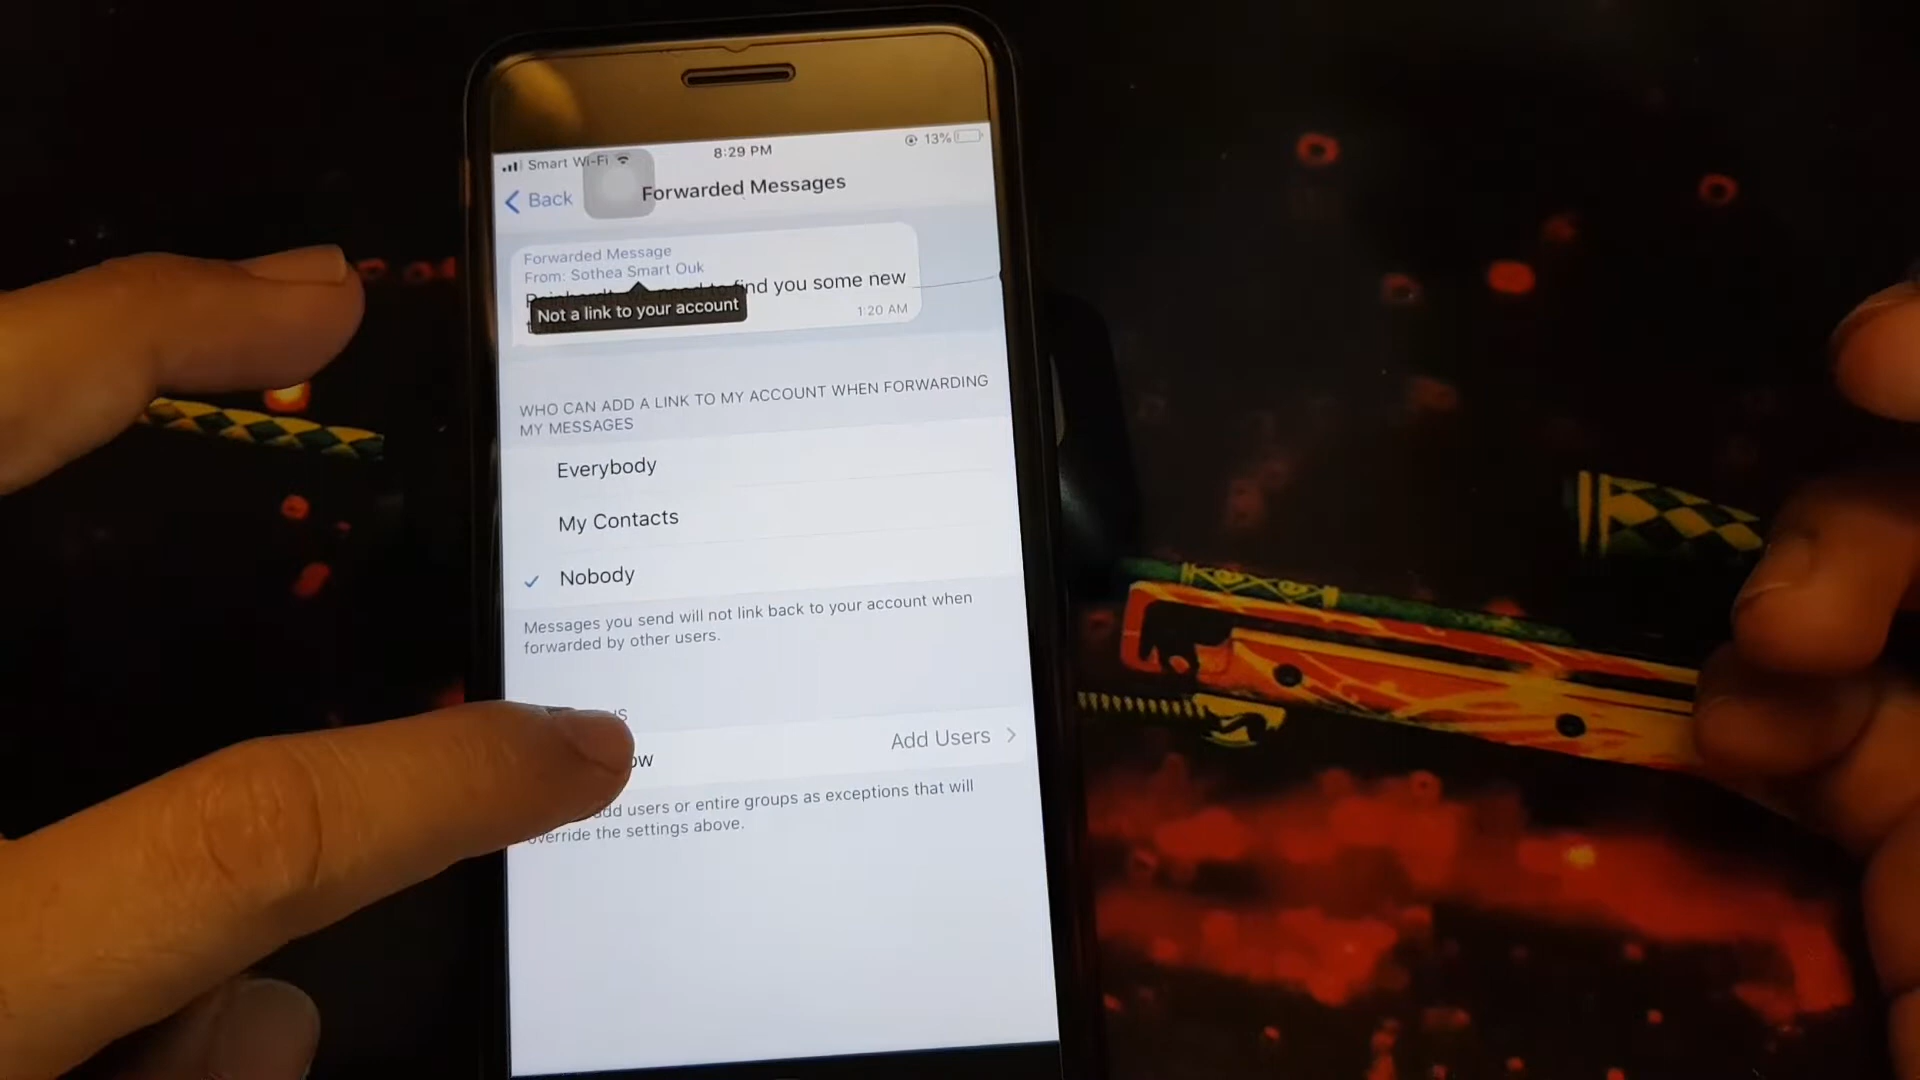 Smart Wi-Fi
8:29 PM
13%
Back
Forwarded Messages
Forwarded Message
From: Sothea Smart Ouk
find you some new
Not a link to your account
1:20 AM
WHO CAN ADD A LINK TO MY ACCOUNT WHEN FORWARDING
MY MESSAGES
Everybody
My Contacts
Nobody
Messages you send will not link back to your account when
forwarded by other users.
Add Users
users or entire groups as exceptions that will
override the settings above.